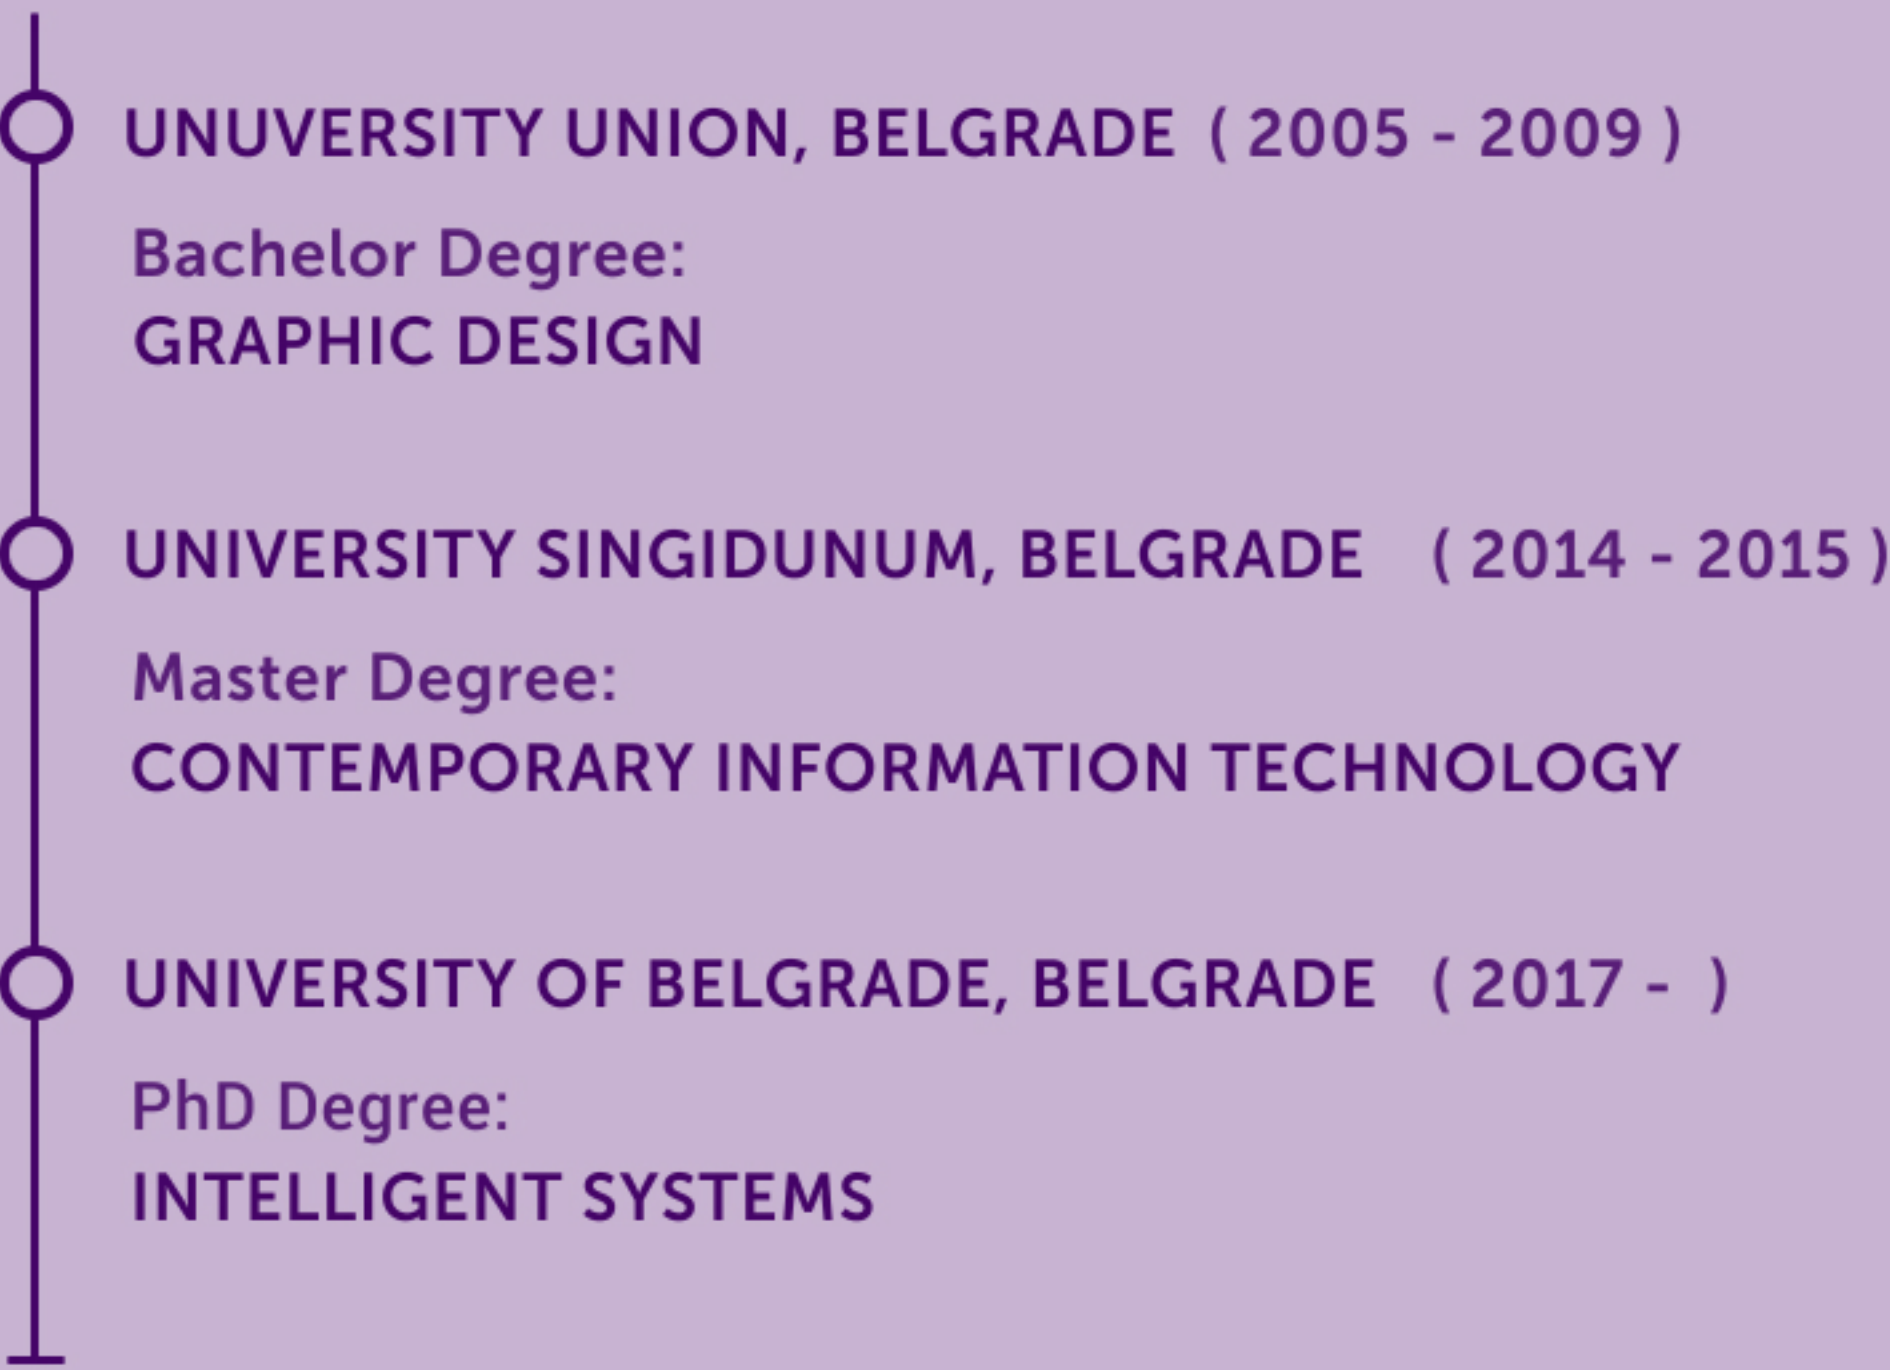 UNUVERSITY UNION, BELGRADE ( 2005 - 2009 )
Bachelor Degree:
GRAPHIC DESIGN
UNIVERSITY SINGIDUNUM, BELGRADE ( 2014 - 2015 )
Master Degree:
CONTEMPORARY INFORMATION TECHNOLOGY
UNIVERSITY OF BELGRADE, BELGRADE ( 2017 - )
PhD Degree:
INTELLIGENT SYSTEMS